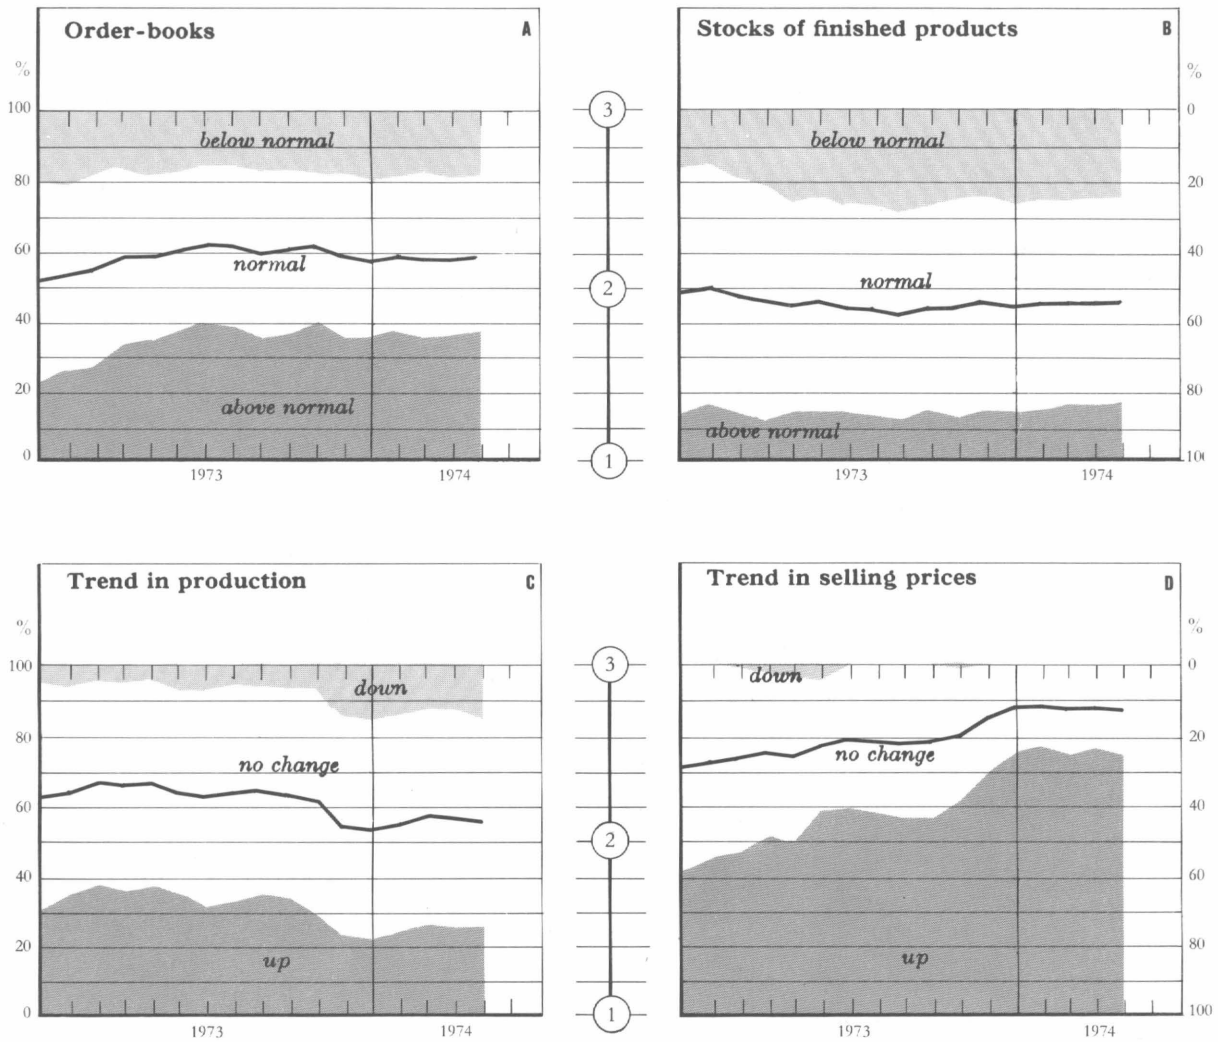 Order-books A
%
100
80
60
40
20
0
below normal
normal
above normal
1973 1974
3
2
1
Stocks of finished products B
%
0
20
40
60
80
below normal
normal
above normal
1973 1974
Trend in production C
%
100
80
60
40
20
0
down
no change
up
1973 1974
3
2
1
Trend in selling prices D
%
0
20
40
60
80
100
down
no change
up
1973 1974